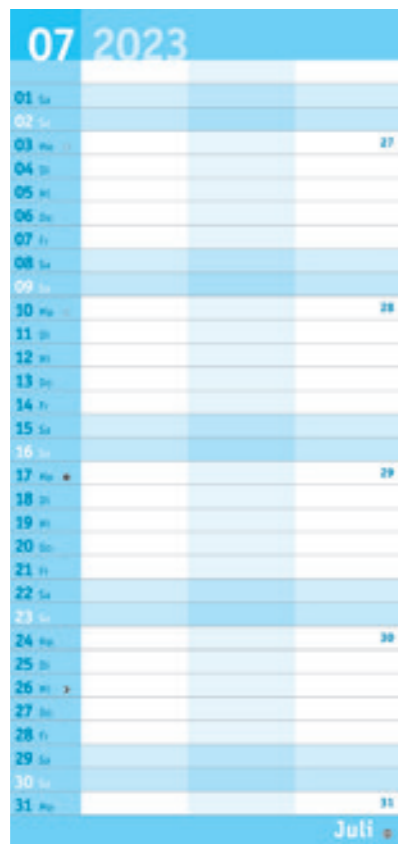 07 2023
01 Sa
02 So
03 Mo 27
04 Di
05 Mi
06 Do
07 Fr
08 Sa
09 So
10 Mo 28
11 Di
12 Mi
13 Do
14 Fr
15 Sa
16 So
17 Mo 29
18 Di
19 Mi
20 Do
21 Fr
22 Sa
23 So
24 Mo 30
25 Di
26 Mi
27 Do
28 Fr
29 Sa
30 So
31 Mo 31
Juli